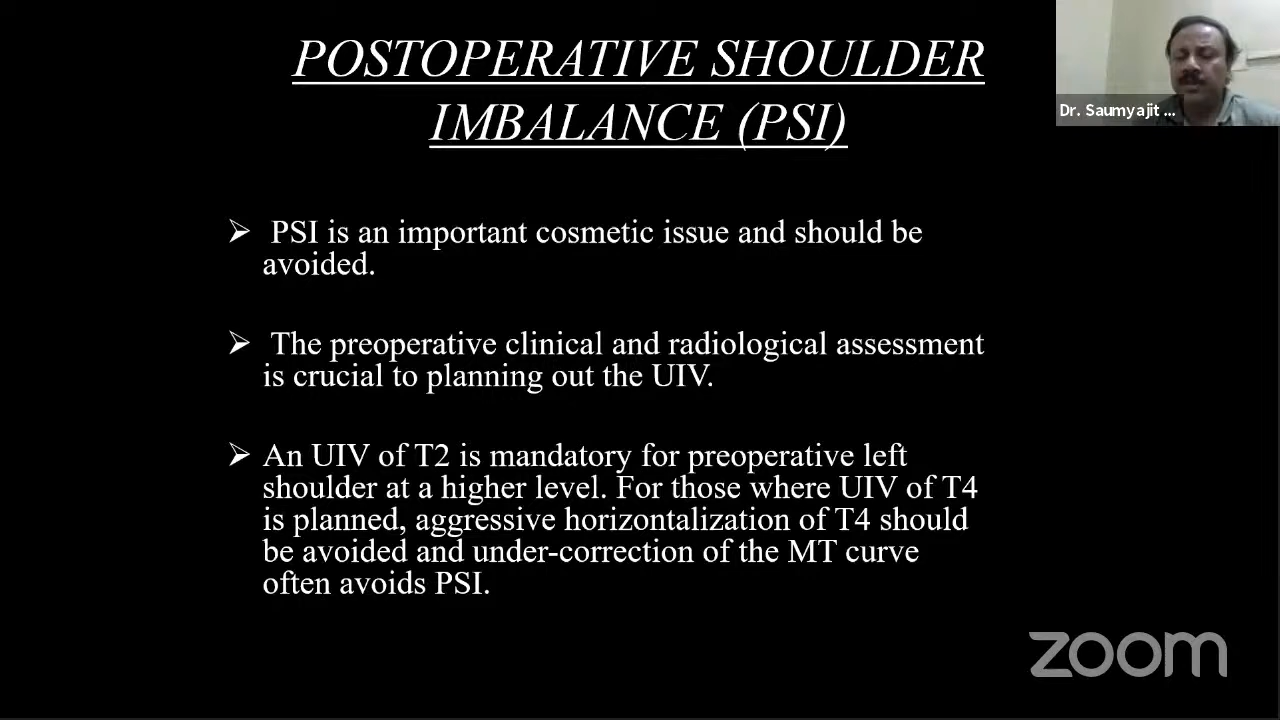 POSTOPERATIVE SHOULDER
IMBALANCE (PSI)
Dr. Saumyajit ...
➢ PSI is an important cosmetic issue and should be
avoided.
➢ The preoperative clinical and radiological assessment
is crucial to planning out the UIV.
➢ An UIV of T2 is mandatory for preoperative left
shoulder at a higher level. For those where UIV of T4
is planned, aggressive horizontalization of T4 should
be avoided and under-correction of the MT curve
often avoids PSI.
zoom